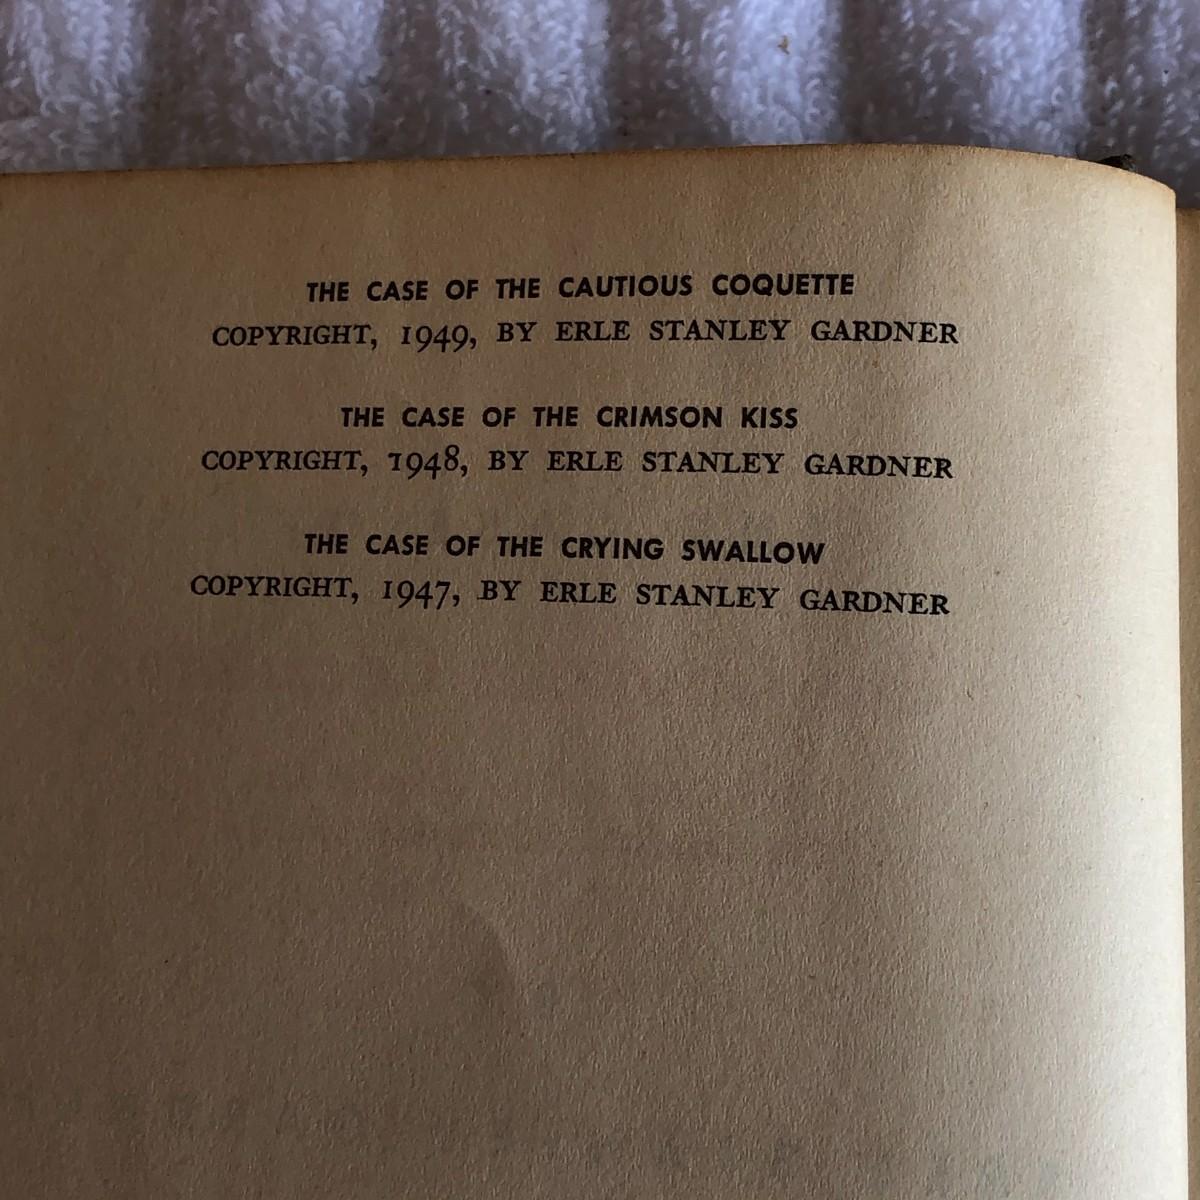 THE CASE OF THE CAUTIOUS COQUETTE
COPYRIGHT, 1949, BY ERLE STANLEY GARDNER
THE CASE OF THE CRIMSON KISS
COPYRIGHT, 1948, BY ERLE STANLEY GARDNER
THE CASE OF THE CRYING SWALLOW
COPYRIGHT, 1947, BY ERLE STANLEY GARDNER